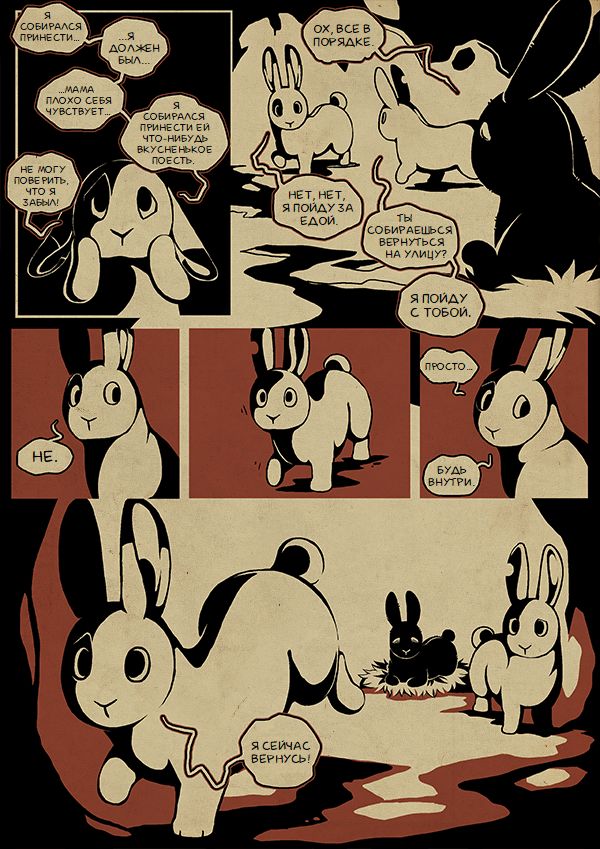 Я
СОБИРАЛСЯ
ПРИНЕСТИ...
...Я
ДОЛЖЕН
БЫЛ...
...МАМА
ПЛОХО СЕБЯ
ЧУВСТВУЕТ...
Я
СОБИРАЛСЯ
ПРИНЕСТИ ЕЙ
ЧТО-НИБУДЬ
ВКУСНЕНЬКОЕ
ПОЕСТЬ.
НЕ МОГУ
ПОВЕРИТЬ,
ЧТО Я
ЗАБЫЛ!
ОХ, ВСЕ В
ПОРЯДКЕ.
НЕТ, НЕТ,
Я ПОЙДУ ЗА
ЕДОЙ.
ТЫ
СОБИРАЕШЬСЯ
ВЕРНУТЬСЯ
НА УЛИЦУ?
Я ПОЙДУ
С ТОБОЙ.
НЕ.
ПРОСТО...
БУДЬ
ВНУТРИ.
Я СЕЙЧАС
ВЕРНУСЬ!